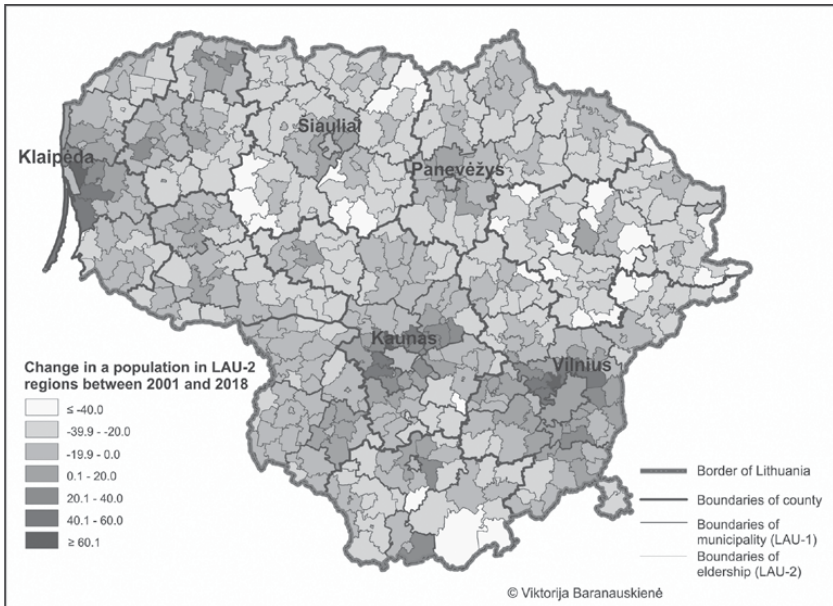 Šiauliai
Klaipėda
Panevėžys
Kaunas
Vilnius
Change in a population in LAU-2
regions between 2001 and 2018
≤ -40.0
-39.9 - -20.0
-19.9 - 0.0
0.1 - 20.0
20.1 - 40.0
40.1 - 60.0
≥ 60.1
Border of Lithuania
Boundaries of county
Boundaries of
municipality (LAU-1)
Boundaries of
eldership (LAU-2)
© Viktorija Baranauskienė